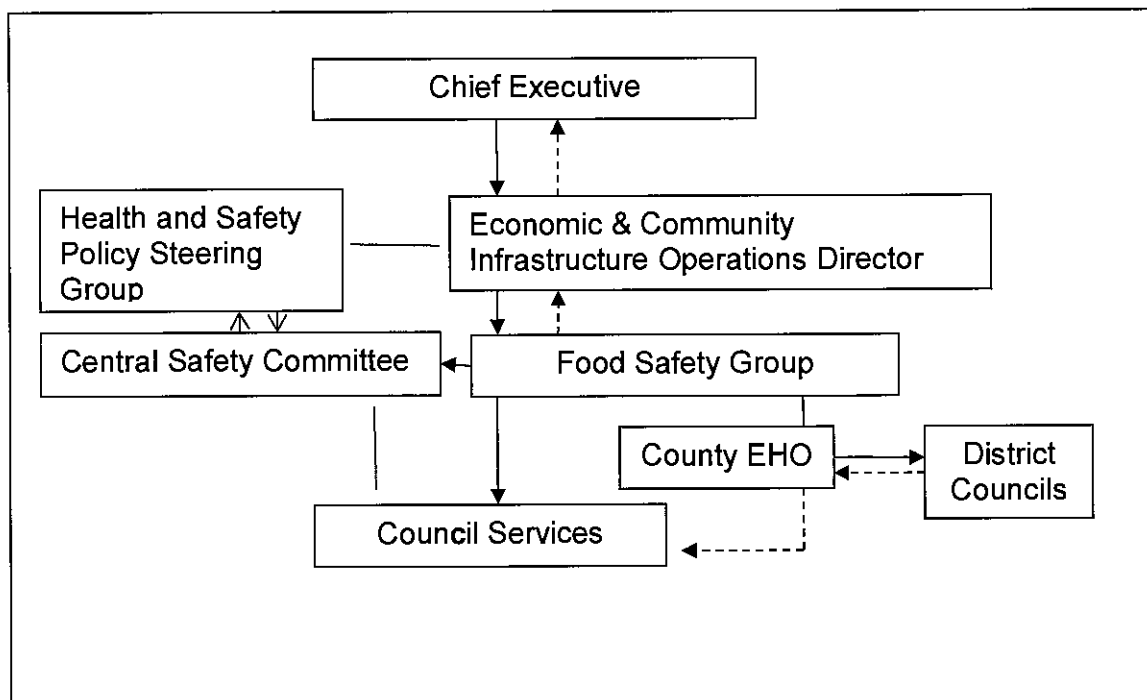 Chief Executive
Health and Safety
Policy Steering
Group
Economic & Community
Infrastructure Operations Director
Central Safety Committee
Food Safety Group
County EHO
District
Councils
Council Services